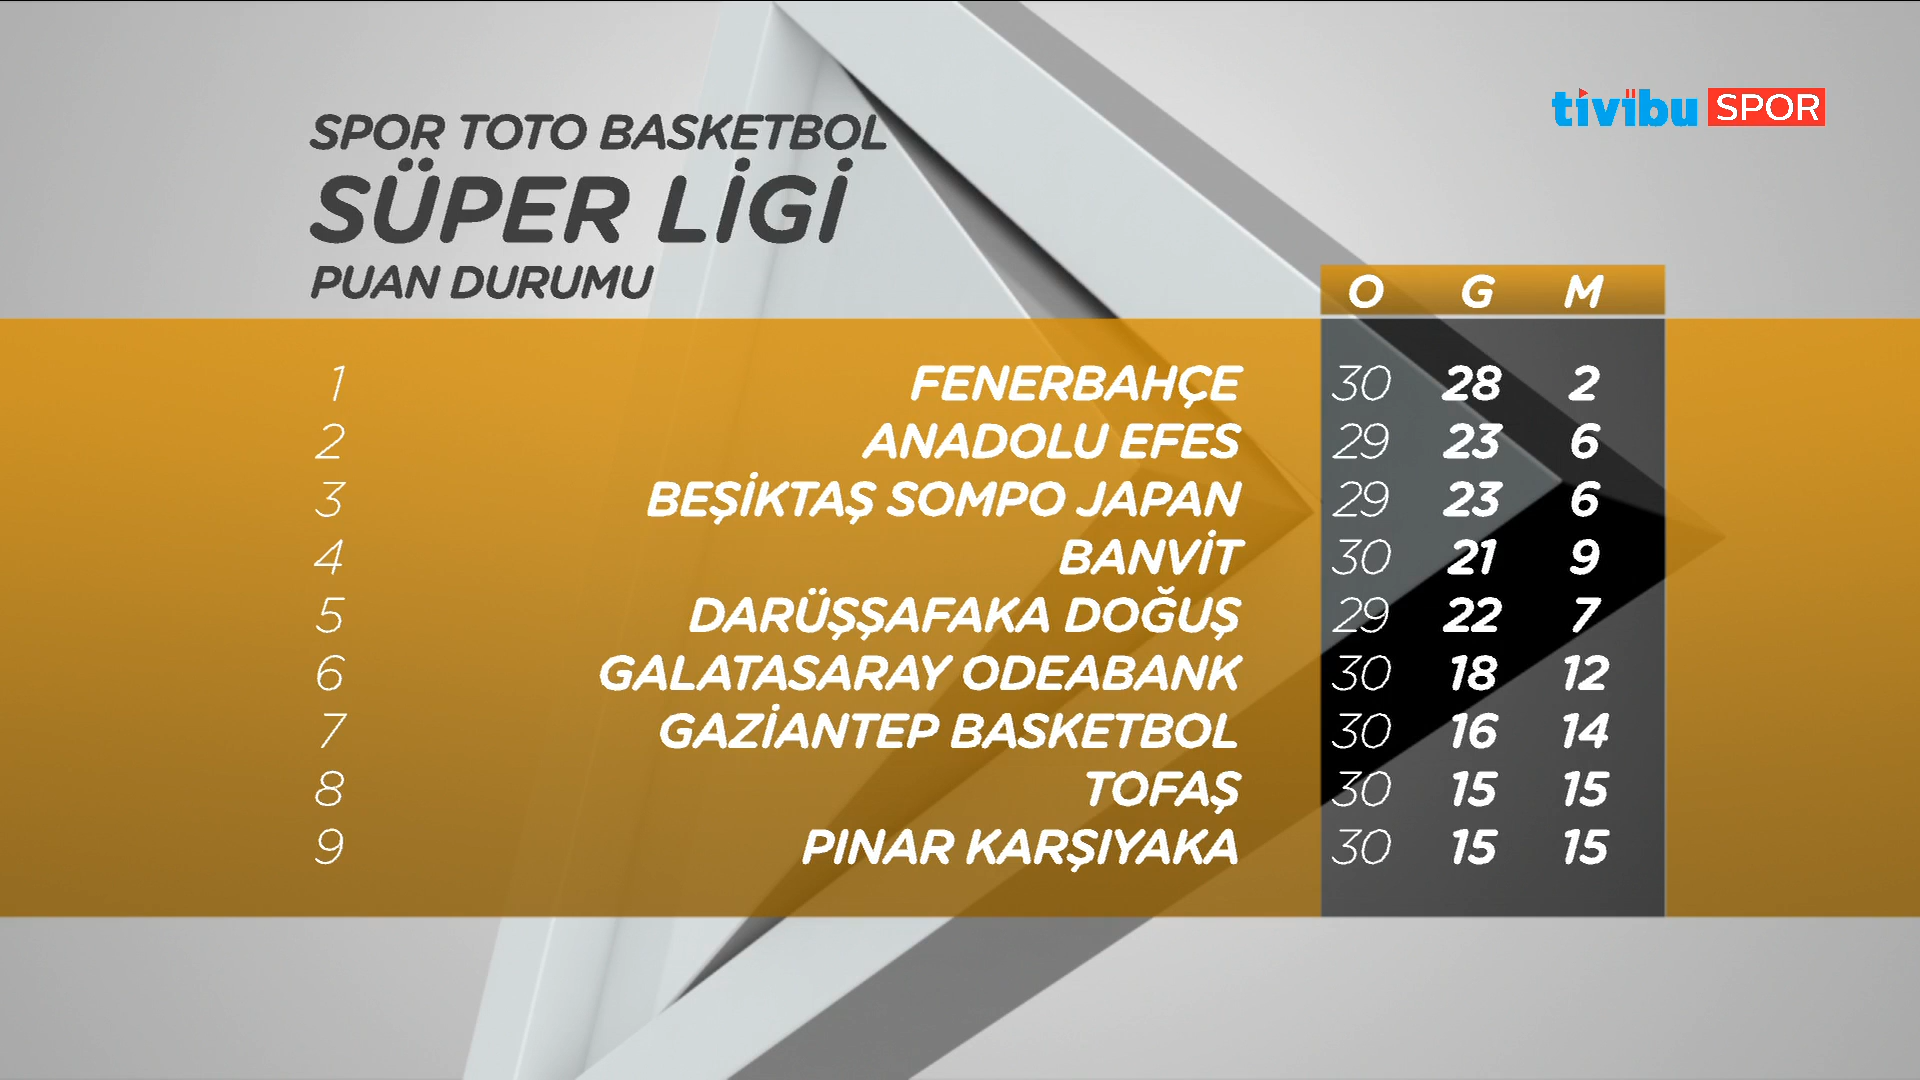 tivibu SPOR
SPOR TOTO BASKETBOL
SÜPER LİGİ
PUAN DURUMU
O G M
1 FENERBAHÇE 30 28 2
2 ANADOLU EFES 29 23 6
3 BEŞİKTAŞ SOMPO JAPAN 29 23 6
4 BANVİT 30 21 9
5 DARÜŞŞAFAKA DOĞUŞ 29 22 7
6 GALATASARAY ODEABANK 30 18 12
7 GAZİANTEP BASKETBOL 30 16 14
8 TOFAŞ 30 15 15
9 PINAR KARŞIYAKA 30 15 15